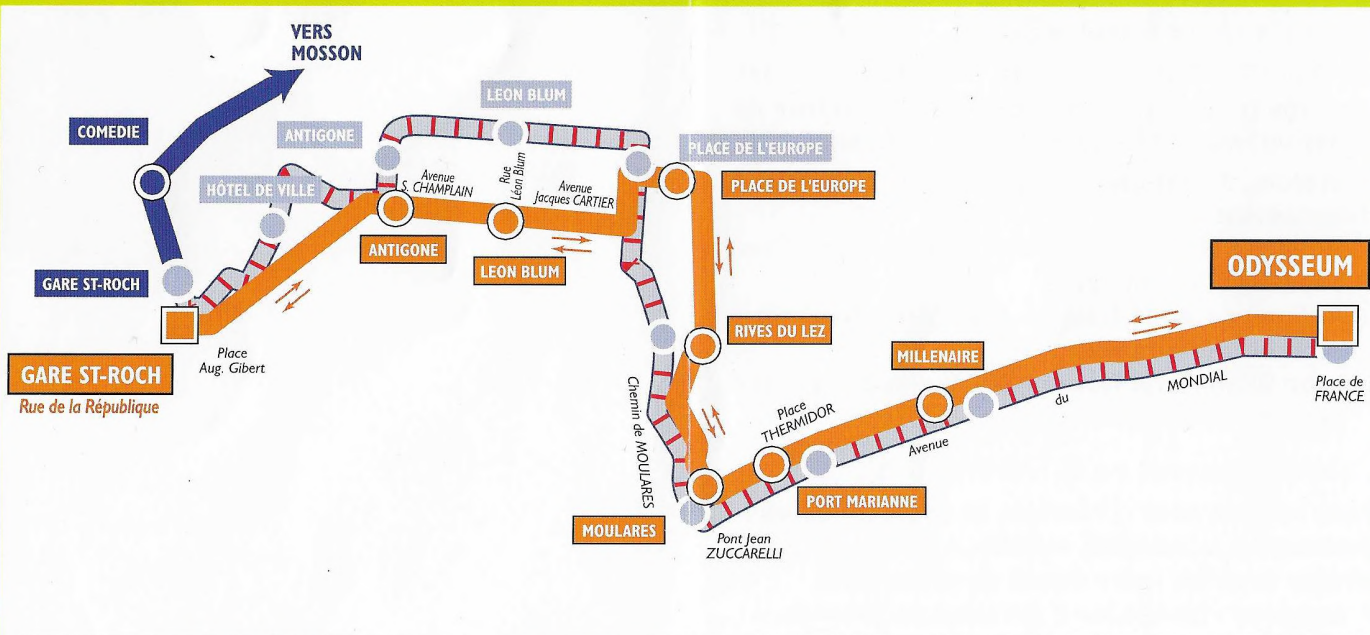 VERS
MOSSON
COMEDIE
GARE ST-ROCH
GARE ST-ROCH
Rue de la République
Place
Aug. Gibert
HÔTEL DE VILLE
ANTIGONE
LEON BLUM
PLACE DE L'EUROPE
PLACE DE L'EUROPE
Avenue
S. CHAMPLAIN
Rue
Léon Blum
Avenue
Jacques CARTIER
ANTIGONE
LEON BLUM
RIVES DU LEZ
Chemin de MOULARES
MOULARES
Pont Jean
ZUCCARELLI
Place
THERMIDOR
PORT MARIANNE
MILLENAIRE
Avenue
du
MONDIAL
ODYSSEUM
Place de
FRANCE